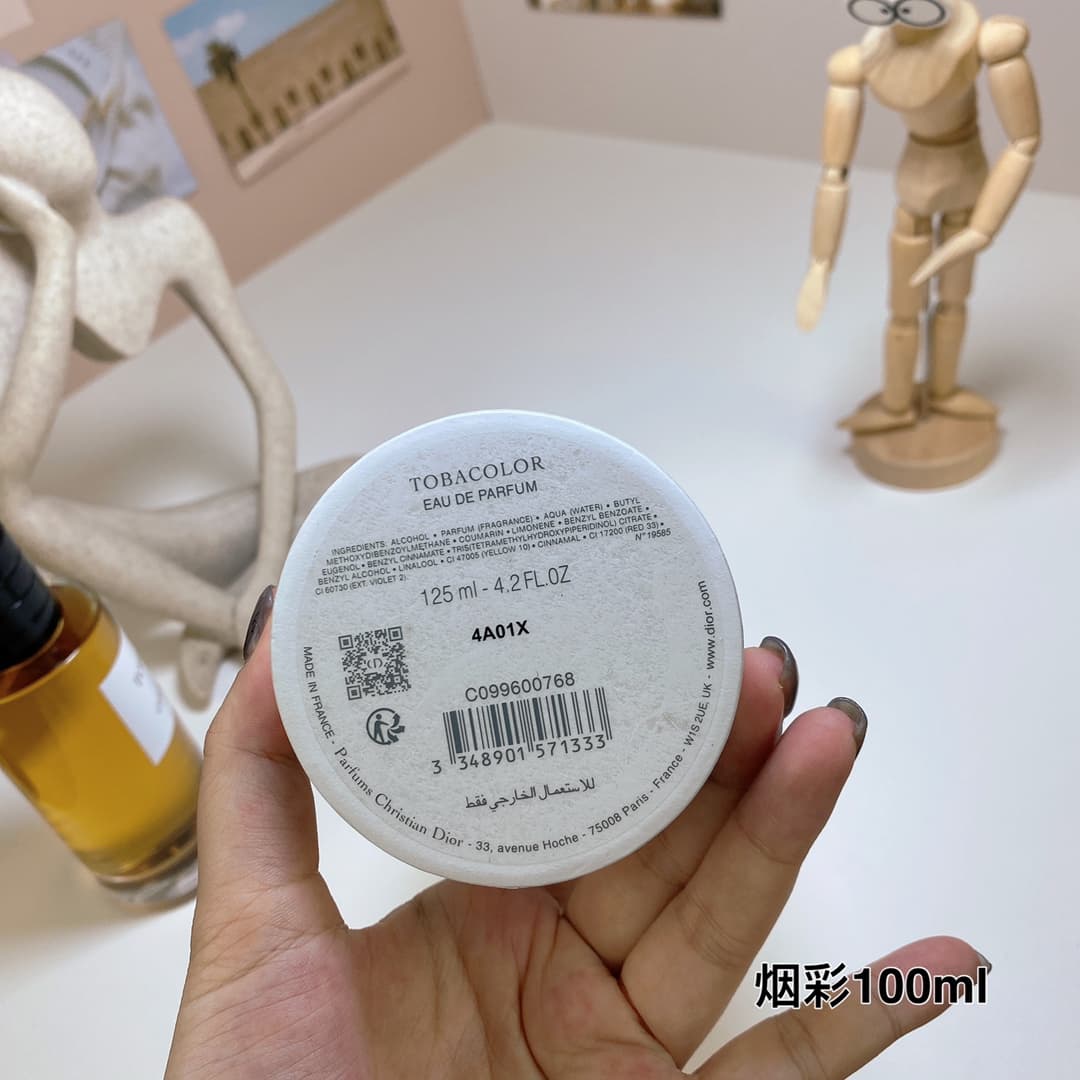 TOBACOLOR
EAU DE PARFUM
INGREDIENTS: ALCOHOL • PARFUM (FRAGRANCE) • AQUA (WATER) • BUTYL
METHOXYDIBENZOYLMETHANE • COUMARIN • LIMONENE • BENZYL BENZOATE •
EUGENOL • BENZYL CINNAMATE • TRIS(TETRAMETHYLHYDROXYPIPERIDINOL) CITRATE •
BENZYL ALCOHOL • LINALOOL • CI 47005 (YELLOW 10) • CINNAMAL • CI 17200 (RED 33) •
CI 60730 (EXT. VIOLET 2). N° 19585
125 ml - 4.2 FL.OZ
4A01X
C099600768
3 348901 571333
للاستعمال الخارجي فقط
MADE IN FRANCE - Parfums Christian Dior - 33, avenue Hoche - 75008 Paris - France - W1S 2UE, UK - www.dior.com
烟彩100ml